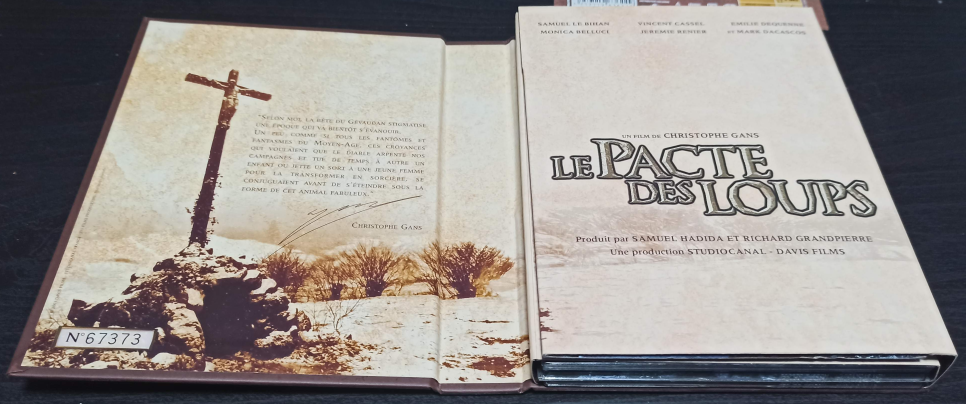 "SELON MOI, LA BÊTE DU GÉVAUDAN STIGMATISE
UNE ÉPOQUE QUI VA BIENTÔT S'ÉVANOUIR.
UN PEU COMME SI TOUS LES FANTÔMES ET
FANTASMES DU MOYEN-AGE, CES CROYANCES
QUI VOULAIENT QUE LE DIABLE ARPENTE NOS
CAMPAGNES ET TUE DE TEMPS À AUTRE UN
ENFANT OU JETTE UN SORT À UNE JEUNE FEMME
POUR LA TRANSFORMER EN SORCIÈRE, SE
CONJUGUAIENT AVANT DE S'ÉTEINDRE SOUS LA
FORME DE CET ANIMAL FABULEUX."
CHRISTOPHE GANS
N°67373
SAMUEL LE BIHAN VINCENT CASSEL EMILIE DEQUENNE
MONICA BELLUCI JEREMIE RENIER ET MARK DACASCOS
UN FILM DE CHRISTOPHE GANS
LE PACTE
DES LOUPS
Produit par SAMUEL HADIDA ET RICHARD GRANDPIERRE
Une production STUDIOCANAL - DAVIS FILMS